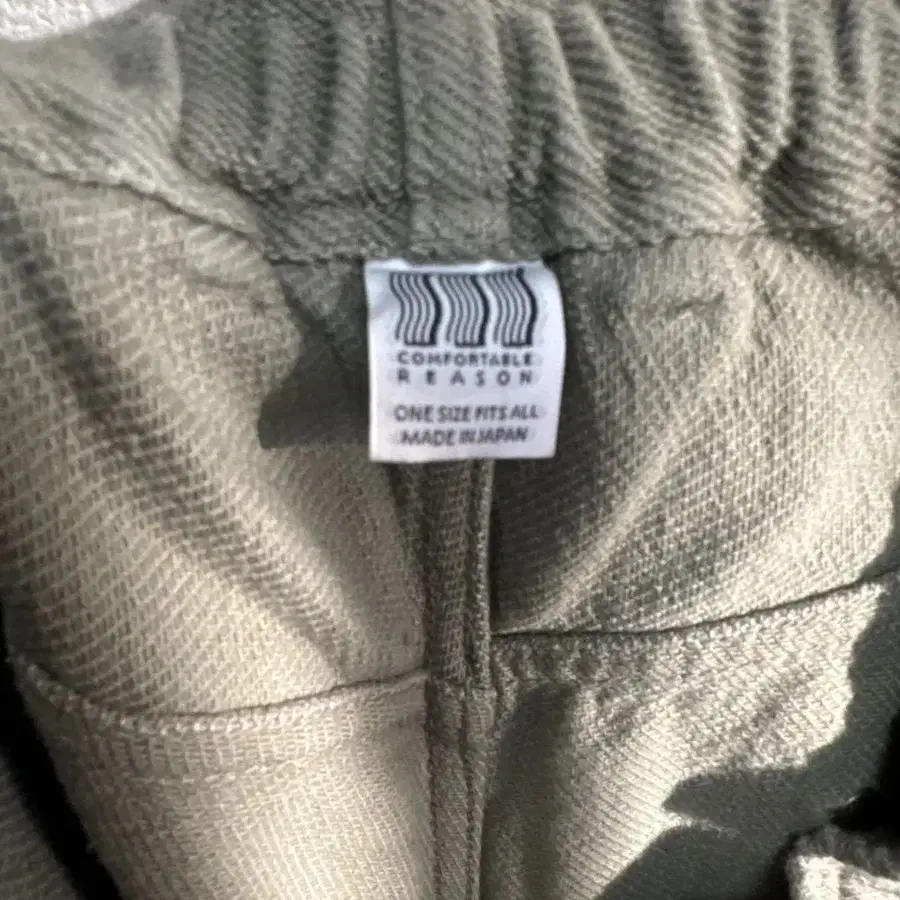 COMFORTABLE
REASON
ONE SIZE FITS ALL
MADE IN JAPAN